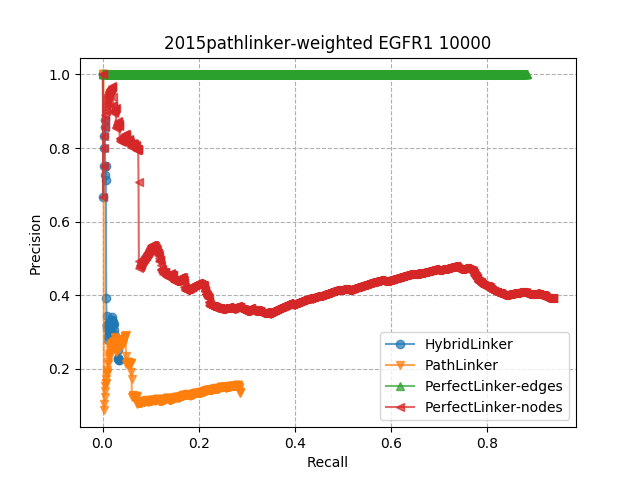 2015pathlinker-weighted EGFR1 10000
1.0
0.8
0.6
0.4
0.2
Precision
0.0
0.2
0.4
0.6
0.8
Recall
HybridLinker
PathLinker
PerfectLinker-edges
PerfectLinker-nodes